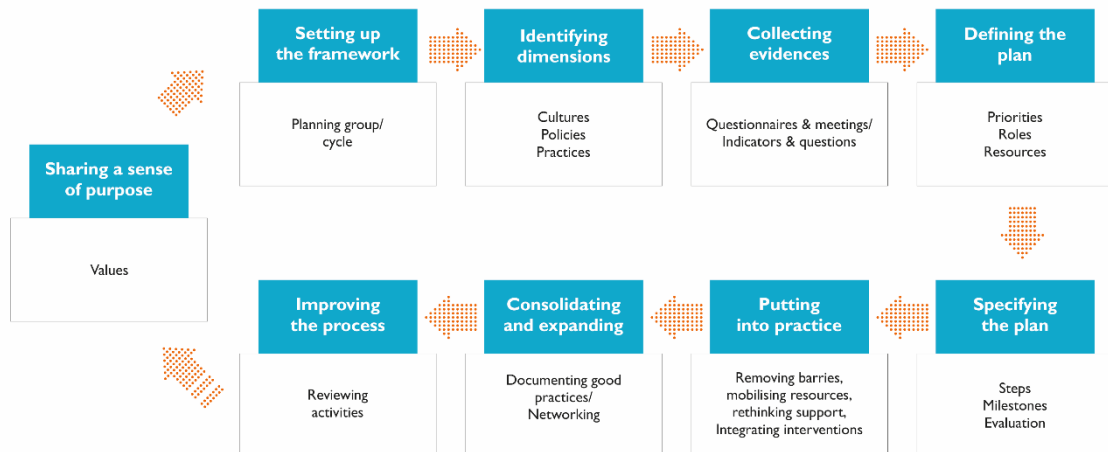 Setting up
the framework
Planning group/
cycle
Identifying
dimensions
Cultures
Policies
Practices
Collecting
evidences
Questionnaires & meetings/
Indicators & questions
Defining the
plan
Priorities
Roles
Resources
Sharing a sense
of purpose
Values
Improving
the process
Reviewing
activities
Consolidating
and expanding
Documenting good
practices/
Networking
Putting
into practice
Removing barries,
mobilising resources,
rethinking support,
Integrating interventions
Specifying
the plan
Steps
Milestones
Evaluation